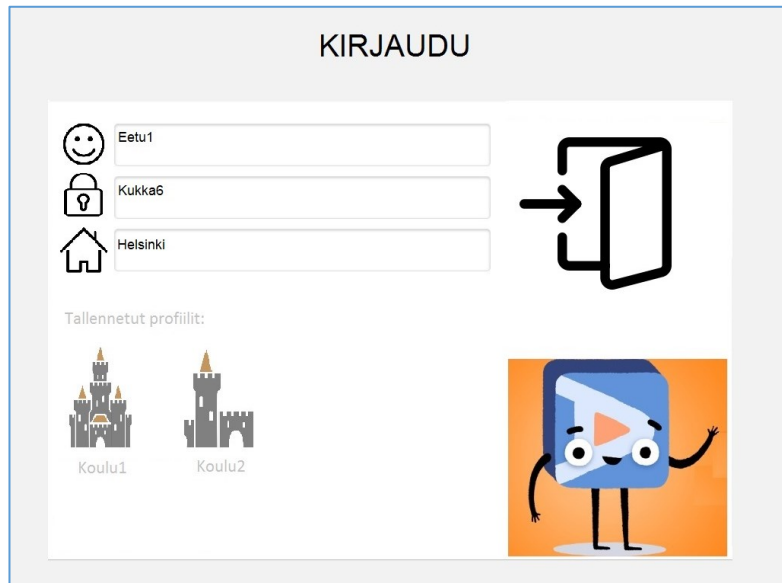 KIRJAUDU
Eetu1
Kukka6
Helsinki
Tallennetut profiilit:
Koulu1
Koulu2